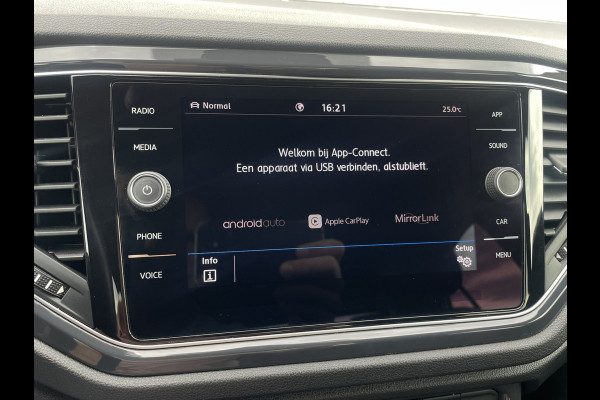 RADIO
MEDIA
PHONE
VOICE
Normal
16:21
25.0°C
Welkom bij App-Connect.
Een apparaat via USB verbinden, alstublieft.
androidauto
Apple CarPlay
MirrorLink
Info
Setup
APP
SOUND
CAR
MENU